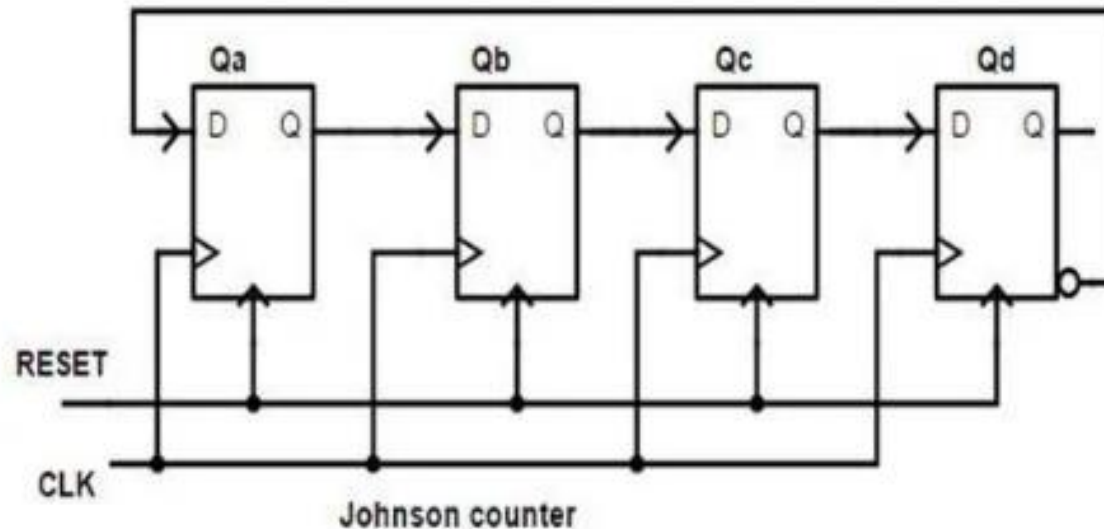 Qa Qb Qc Qd
D Q D Q D Q D Q
RESET
CLK
Johnson counter